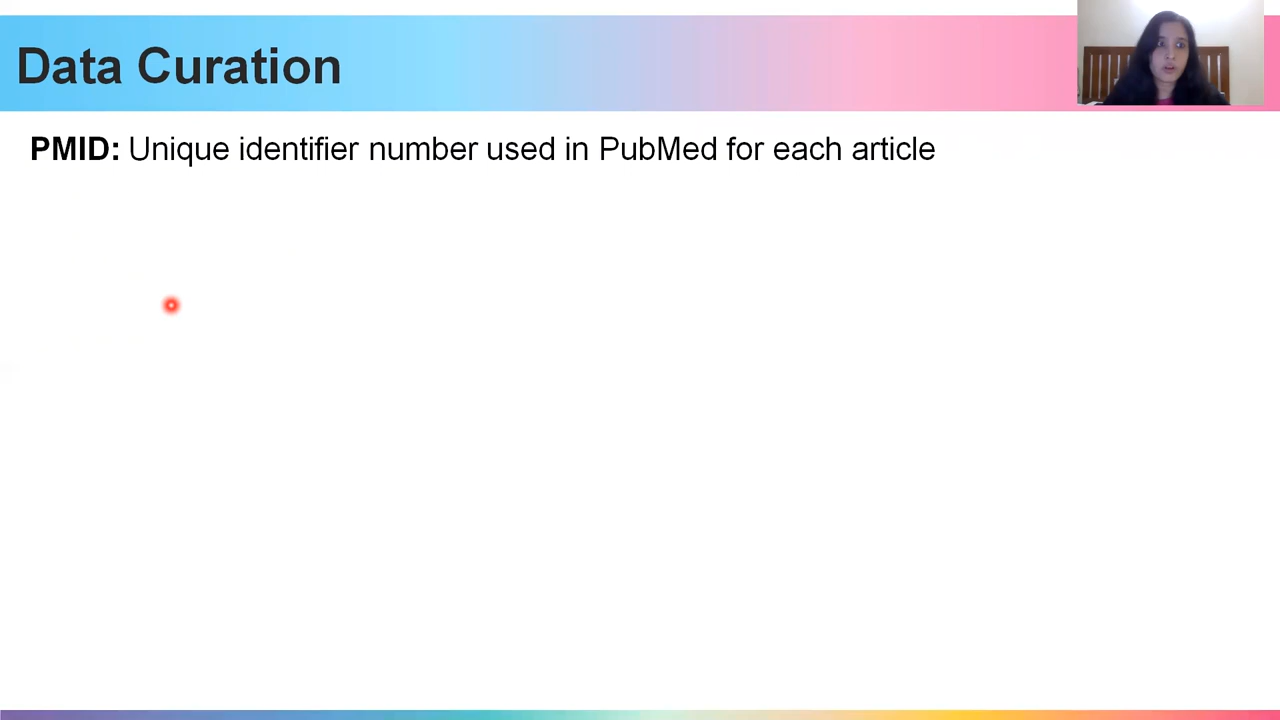 Data Curation
PMID: Unique identifier number used in PubMed for each article